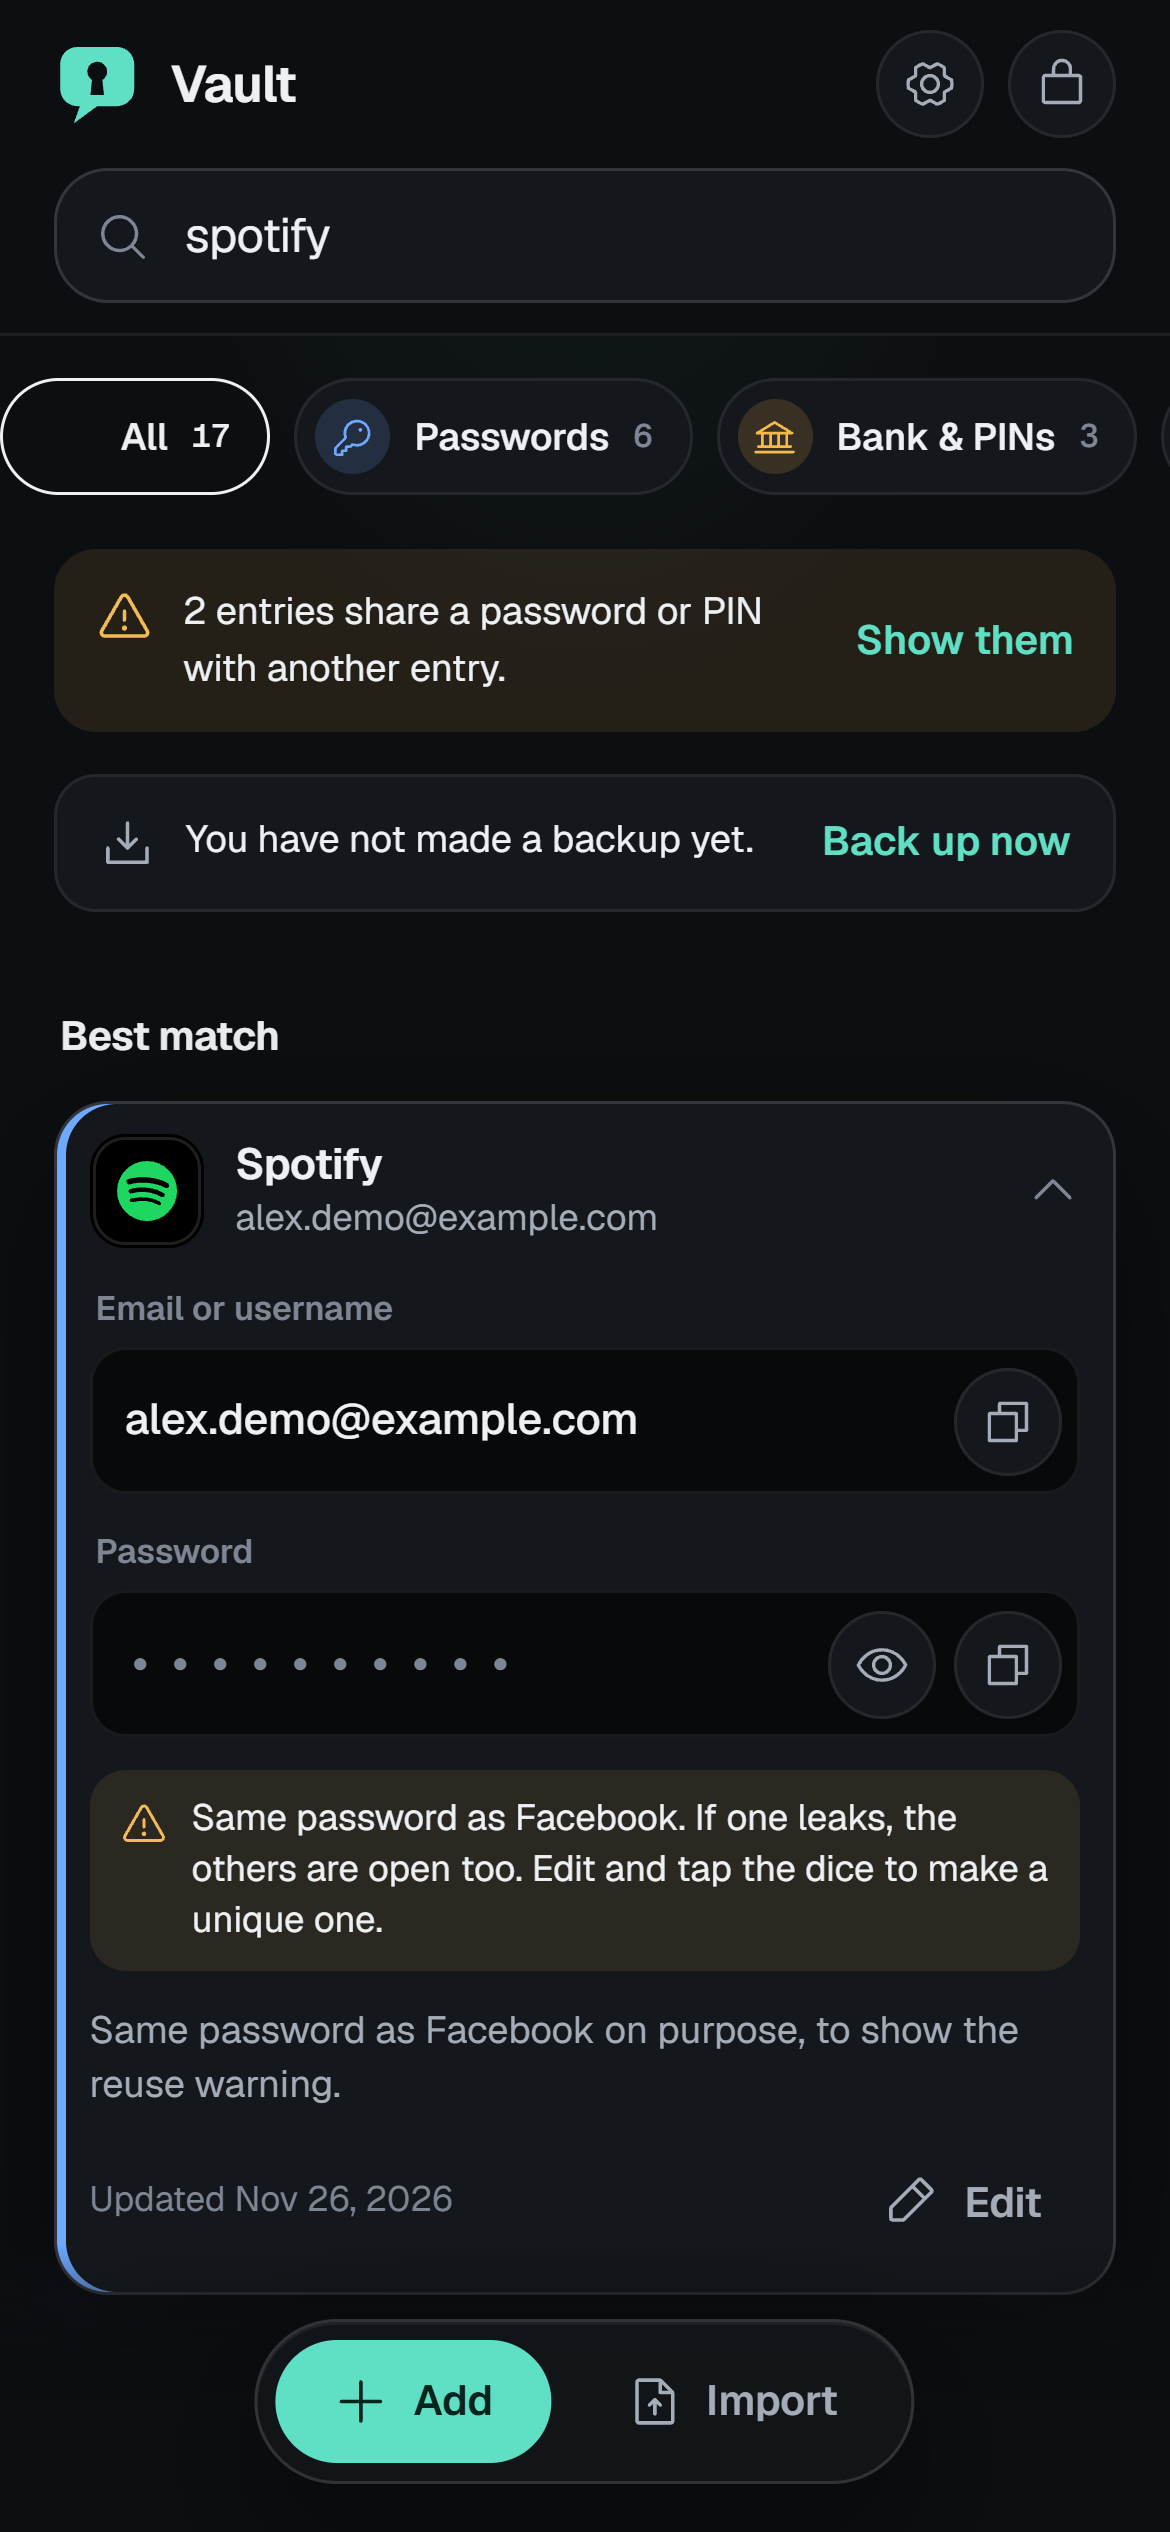 Vault
spotify
All 17
Passwords 6
Bank & PINs 3
2 entries share a password or PIN
with another entry.
Show them
You have not made a backup yet.
Back up now
Best match
Spotify
alex.demo@example.com
Email or username
alex.demo@example.com
Password
Same password as Facebook. If one leaks, the
others are open too. Edit and tap the dice to make a
unique one.
Same password as Facebook on purpose, to show the
reuse warning.
Updated Nov 26, 2026
Edit
Add
Import